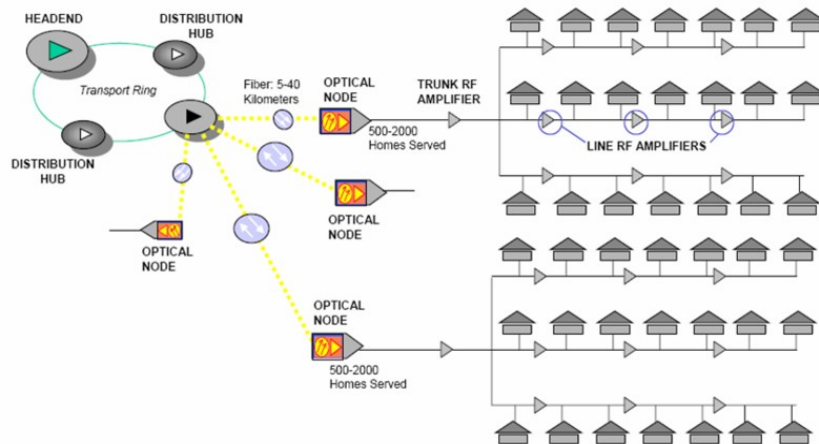 HEADEND
DISTRIBUTION
HUB
Transport Ring
DISTRIBUTION
HUB
Fiber: 5-40
Kilometers
OPTICAL
NODE
500-2000
Homes Served
TRUNK RF
AMPLIFIER
LINE RF AMPLIFIERS
OPTICAL
NODE
OPTICAL
NODE
OPTICAL
NODE
500-2000
Homes Served